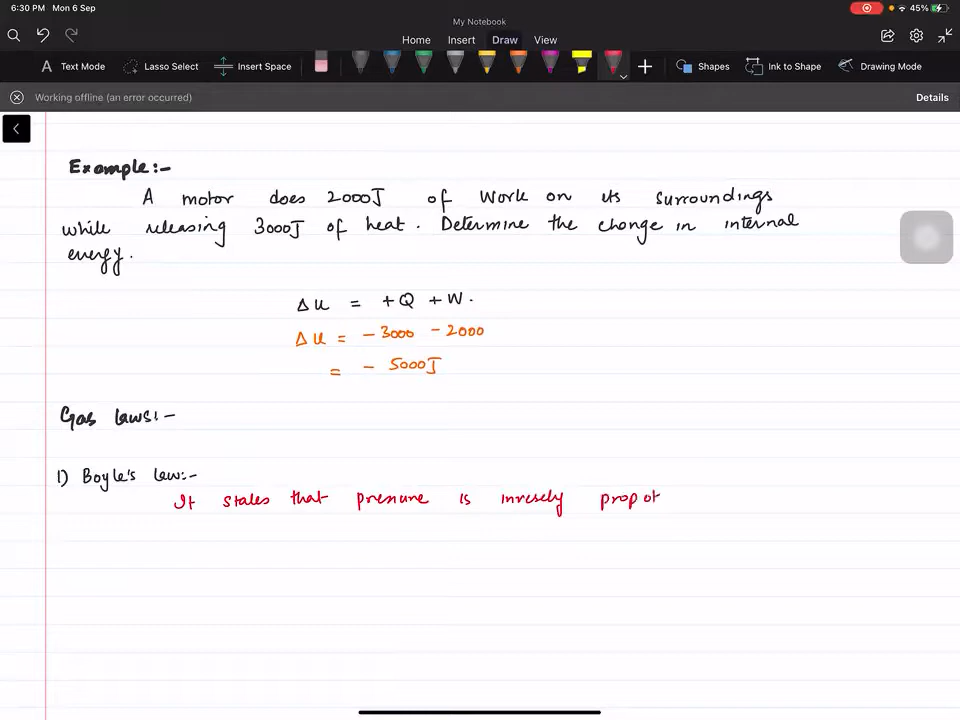 6:30 PM Mon 6 Sep 45%
My Notebook
Home Insert Draw View
A Text Mode Lasso Select Insert Space Shapes Ink to Shape Drawing Mode
Working offline (an error occurred) Details
Example:-
A motor does 2000J of work on its surroundings
while releasing 3000J of heat. Determine the change in internal
energy.
ΔU = +Q +W.
ΔU = -3000 -2000
= - 5000J
Gas laws:-
1) Boyle's law:-
It states that pressure is inversely propot